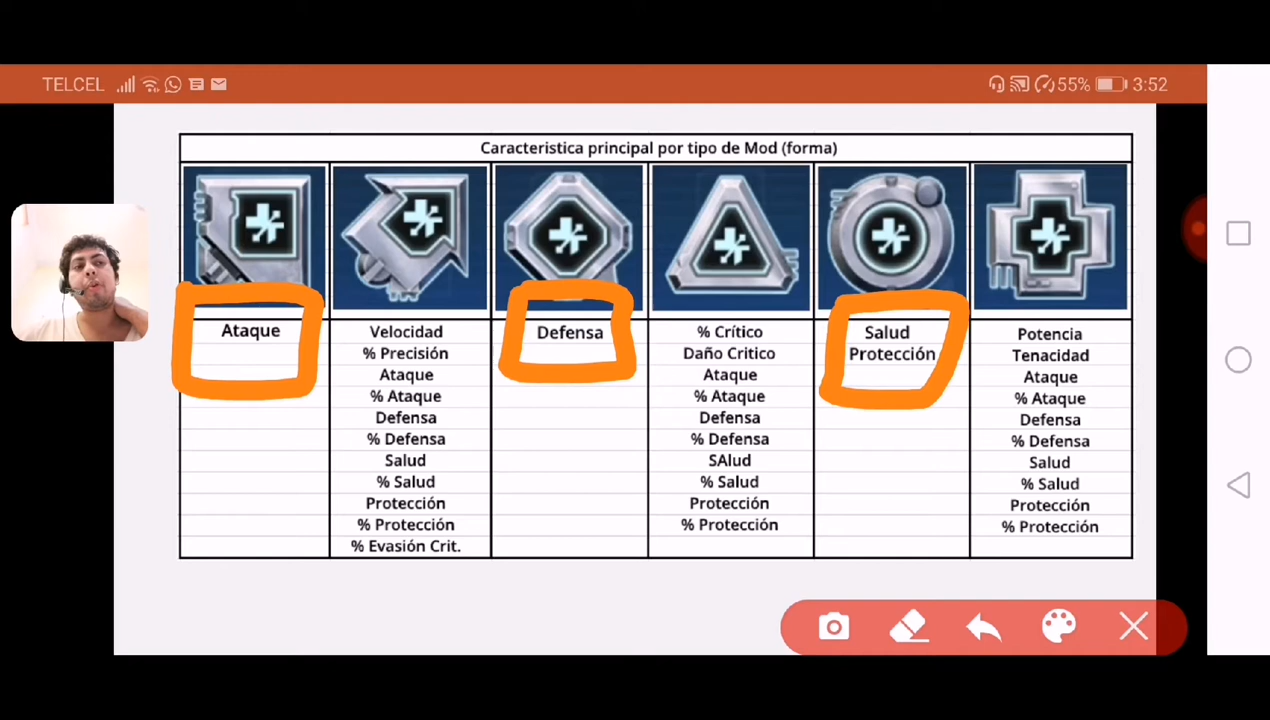 TELCEL
55% 3:52
Caracteristica principal por tipo de Mod (forma)
Ataque
Velocidad
% Precisión
Ataque
% Ataque
Defensa
% Defensa
Salud
% Salud
Protección
% Protección
% Evasión Crit.
Defensa
% Crítico
Daño Critico
Ataque
% Ataque
Defensa
% Defensa
SAlud
% Salud
Protección
% Protección
Salud
Protección
Potencia
Tenacidad
Ataque
% Ataque
Defensa
% Defensa
Salud
% Salud
Protección
% Protección